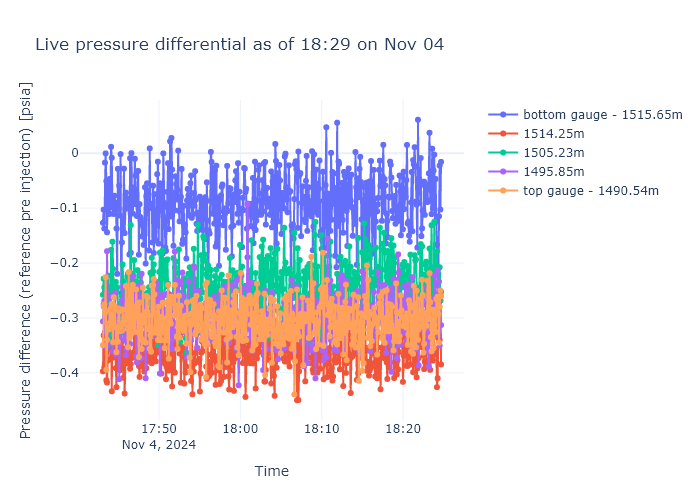 Live pressure differential as of 18:29 on Nov 04
Pressure difference (reference pre injection) [psia]
0
−0.1
−0.2
−0.3
−0.4
17:50
18:00
18:10
18:20
Nov 4, 2024
Time
bottom gauge - 1515.65m
1514.25m
1505.23m
1495.85m
top gauge - 1490.54m